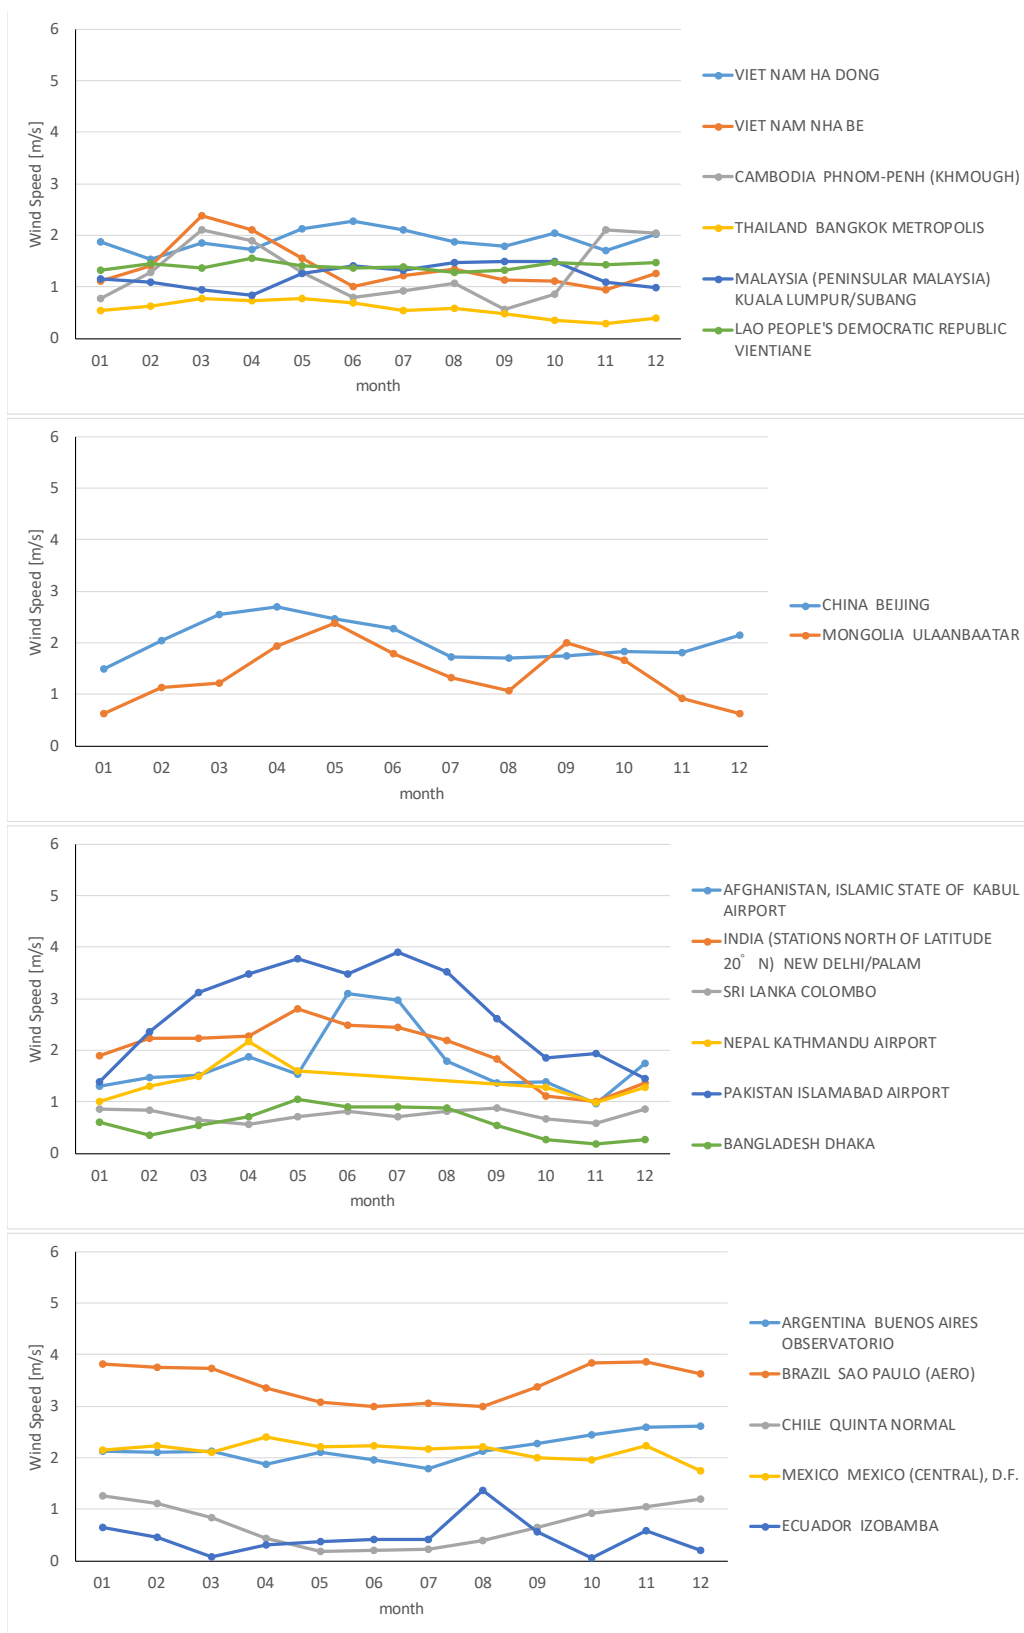 6
5
4
3
2
1
0
Wind Speed [m/s]
01 02 03 04 05 06 07 08 09 10 11 12
month
VIET NAM HA DONG
VIET NAM NHA BE
CAMBODIA PHNOM-PENH (KHMOUGH)
THAILAND BANGKOK METROPOLIS
MALAYSIA (PENINSULAR MALAYSIA)
KUALA LUMPUR/SUBANG
LAO PEOPLE'S DEMOCRATIC REPUBLIC
VIENTIANE
6
5
4
3
2
1
0
Wind Speed [m/s]
01 02 03 04 05 06 07 08 09 10 11 12
month
CHINA BEIJING
MONGOLIA ULAANBAATAR
6
5
4
3
2
1
0
Wind Speed [m/s]
01 02 03 04 05 06 07 08 09 10 11 12
month
AFGHANISTAN, ISLAMIC STATE OF KABUL
AIRPORT
INDIA (STATIONS NORTH OF LATITUDE
20° N) NEW DELHI/PALAM
SRI LANKA COLOMBO
NEPAL KATHMANDU AIRPORT
PAKISTAN ISLAMABAD AIRPORT
BANGLADESH DHAKA
6
5
4
3
2
1
0
Wind Speed [m/s]
01 02 03 04 05 06 07 08 09 10 11 12
month
ARGENTINA BUENOS AIRES
OBSERVATORIO
BRAZIL SAO PAULO (AERO)
CHILE QUINTA NORMAL
MEXICO MEXICO (CENTRAL), D.F.
ECUADOR IZOBAMBA